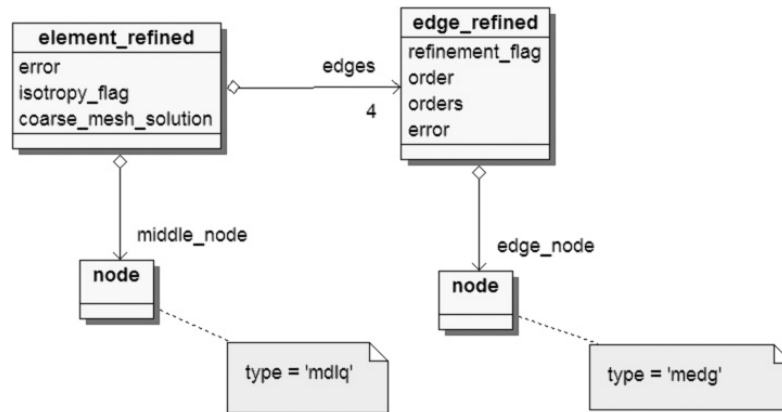 element_refined
error
isotropy_flag
coarse_mesh_solution
edges
4
edge_refined
refinement_flag
order
orders
error
middle_node
node
type = 'mdlq'
edge_node
node
type = 'medg'